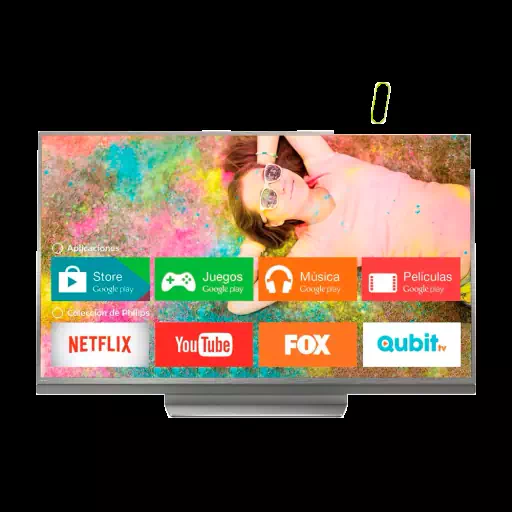 Aplicaciones
Store
Google play
Juegos
Google play
Música
Google play
Películas
Google play
Colección de Philips
NETFLIX
YouTube
FOX
Qubit
tv